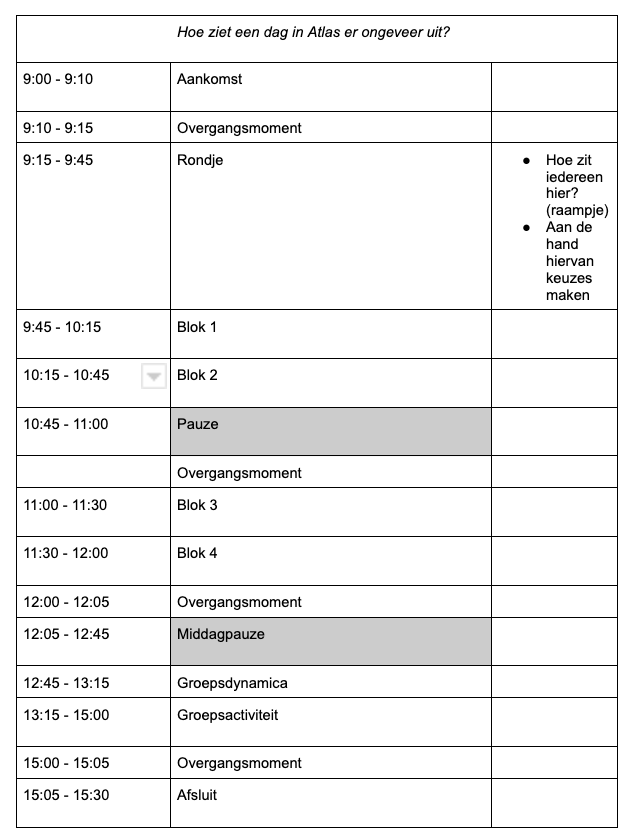 Hoe ziet een dag in Atlas er ongeveer uit?
9:00 - 9:10 Aankomst
9:10 - 9:15 Overgangsmoment
9:15 - 9:45 Rondje
● Hoe zit
iedereen
hier?
(raampje)
● Aan de
hand
hiervan
keuzes
maken
9:45 - 10:15 Blok 1
10:15 - 10:45 Blok 2
10:45 - 11:00 Pauze
Overgangsmoment
11:00 - 11:30 Blok 3
11:30 - 12:00 Blok 4
12:00 - 12:05 Overgangsmoment
12:05 - 12:45 Middagpauze
12:45 - 13:15 Groepsdynamica
13:15 - 15:00 Groepsactiviteit
15:00 - 15:05 Overgangsmoment
15:05 - 15:30 Afsluit